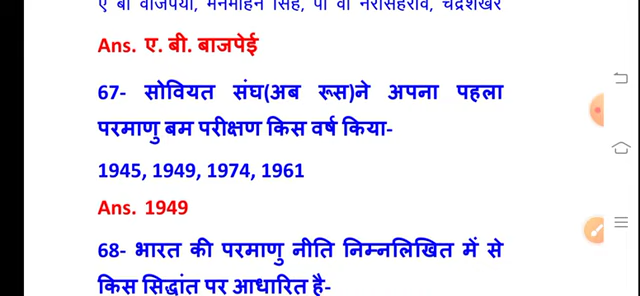 ए बी वाजपेयी, मनमोहन सिंह, पी वी नरसिंहराव, चंद्रशेखर
Ans. ए. बी. बाजपेई
67- सोवियत संघ(अब रूस)ने अपना पहला
परमाणु बम परीक्षण किस वर्ष किया-
1945, 1949, 1974, 1961
Ans. 1949
68- भारत की परमाणु नीति निम्नलिखित में से
किस सिद्धांत पर आधारित है-